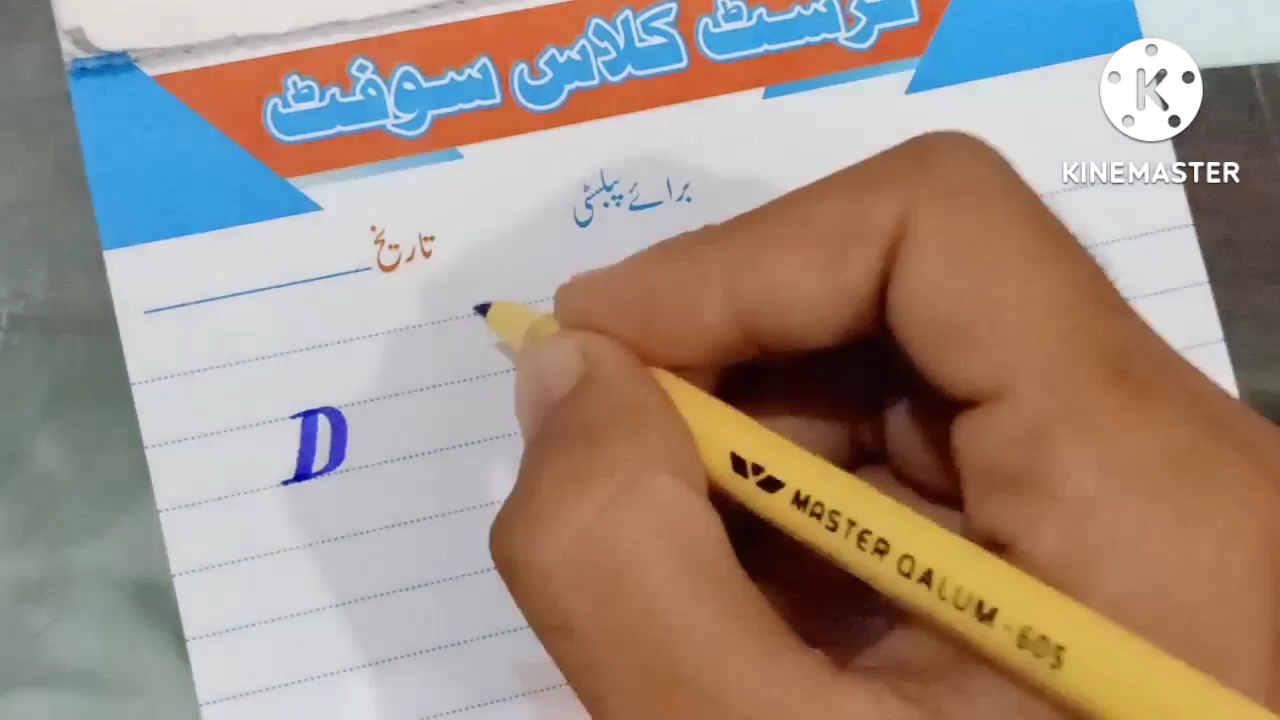 فرسٹ کلاس سوفٹ
KINEMASTER
برائے پبلسٹی
تاریخ
D
MASTER QALUM - 605